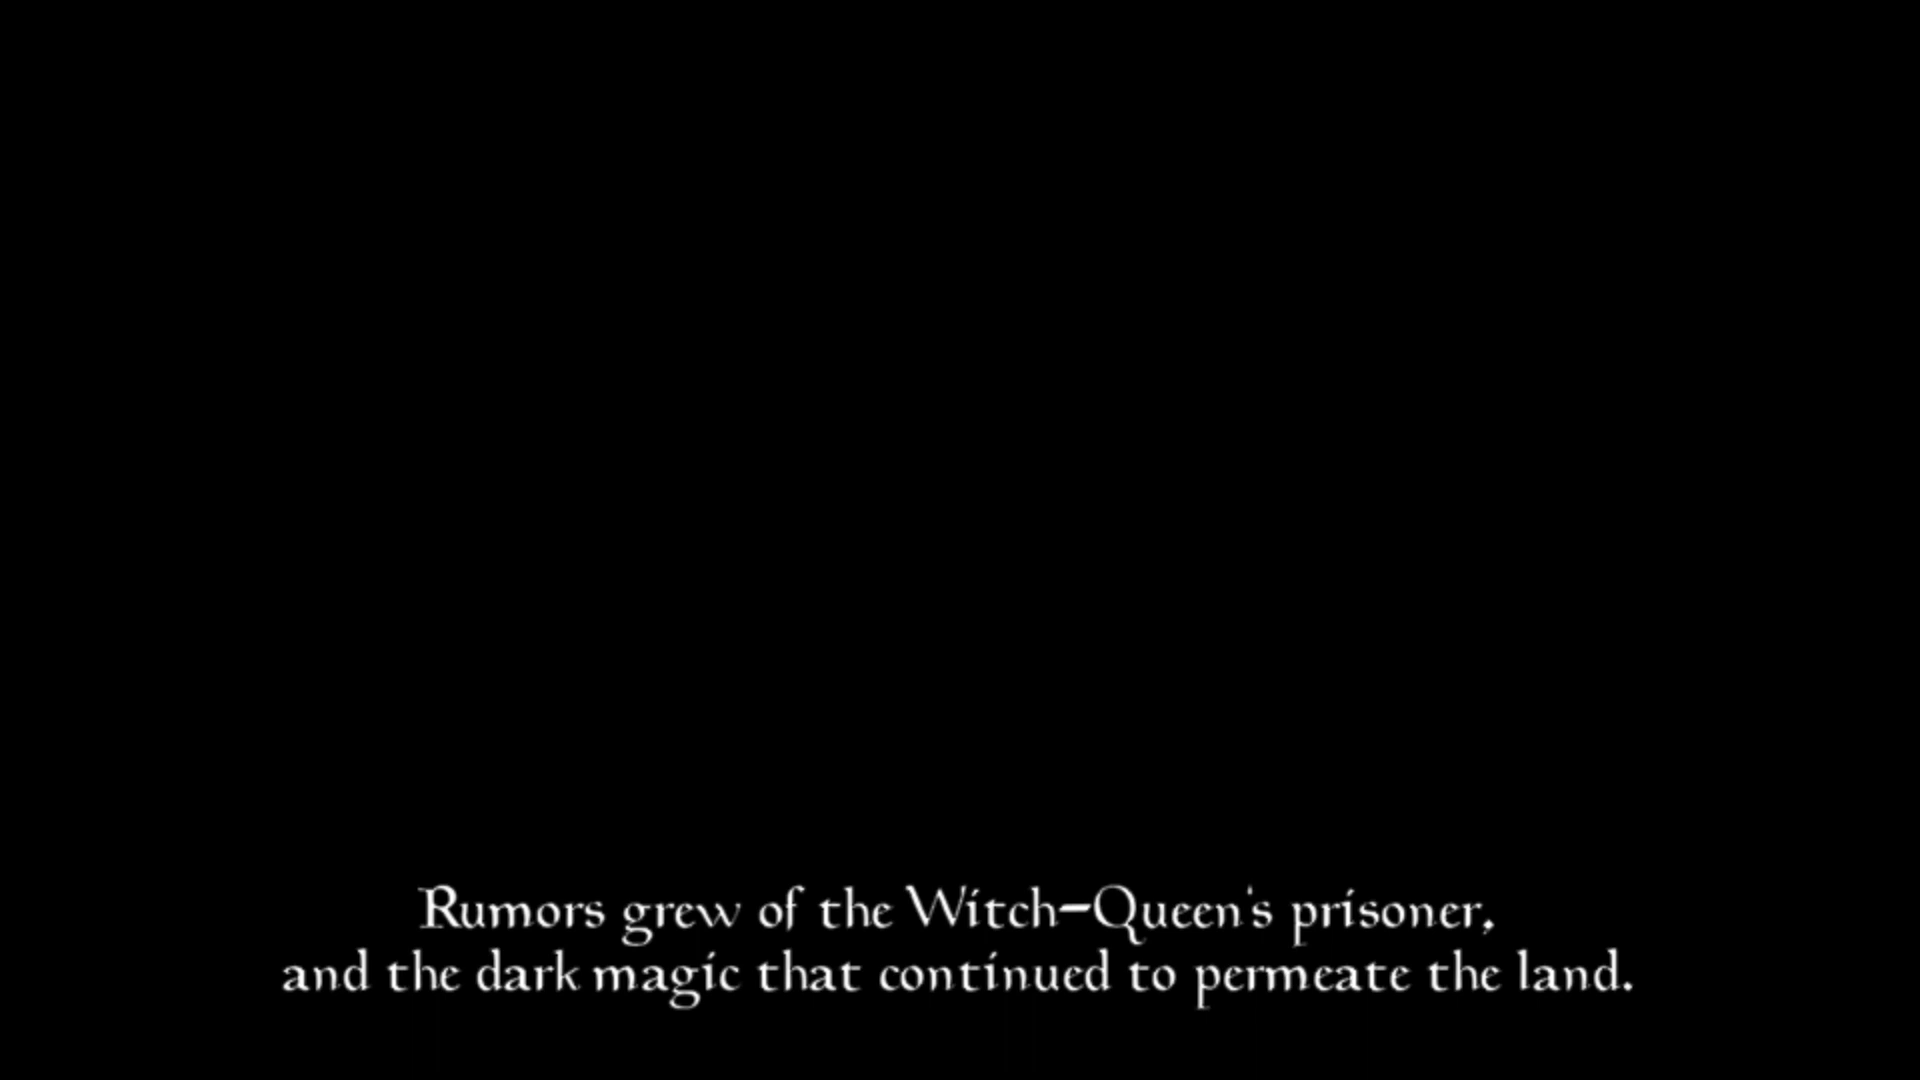 Rumors grew of the Witch-Queen's prisoner,
and the dark magic that continued to permeate the land.